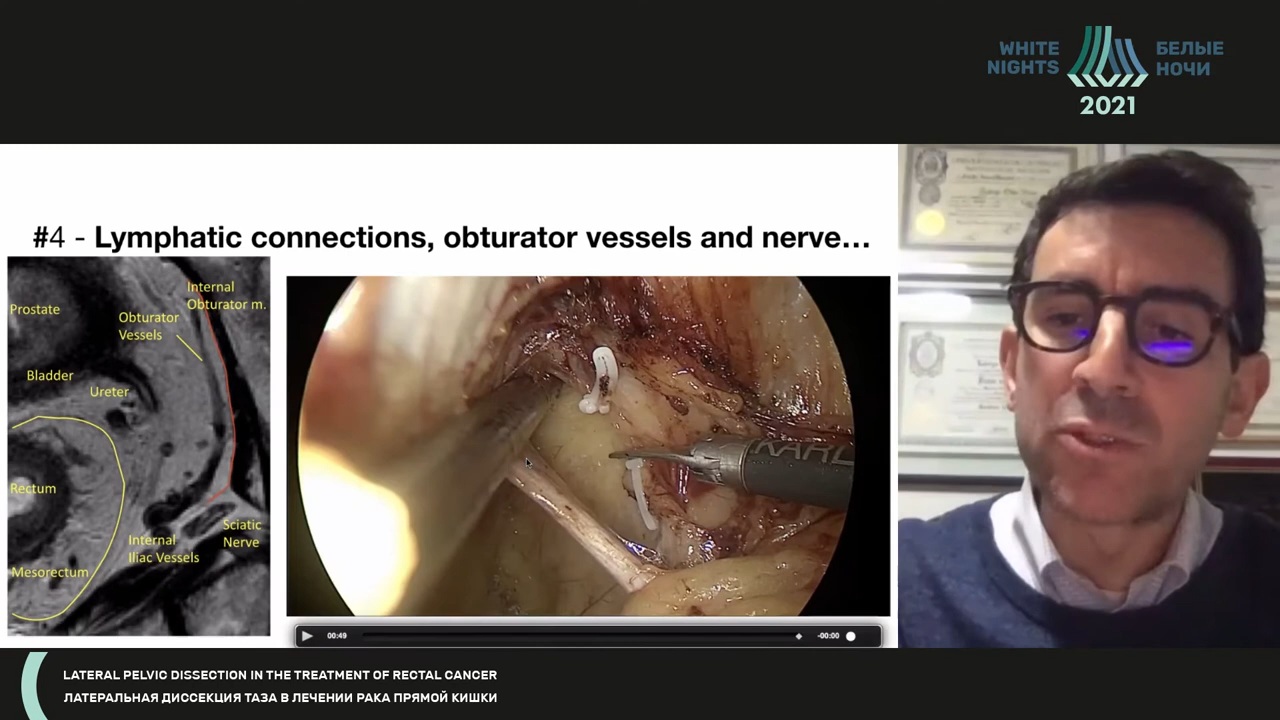 WHITE
NIGHTS
БЕЛЫЕ
НОЧИ
2021
#4 - Lymphatic connections, obturator vessels and nerve...
Internal
Obturator m.
Prostate
Obturator
Vessels
Bladder
Ureter
Rectum
Sciatic
Nerve
Internal
Iliac Vessels
Mesorectum
KARL
00:49
-00:00
LATERAL PELVIC DISSECTION IN THE TREATMENT OF RECTAL CANCER
ЛАТЕРАЛЬНАЯ ДИССЕКЦИЯ ТАЗА В ЛЕЧЕНИИ РАКА ПРЯМОЙ КИШКИ